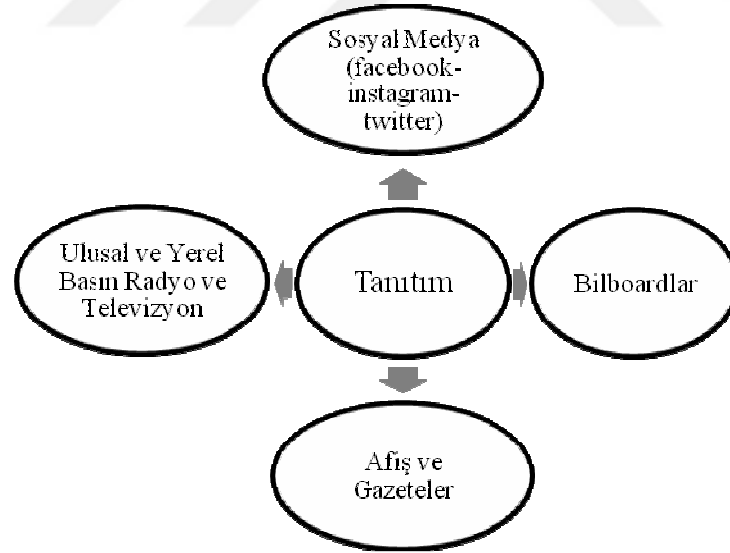 Sosyal Medya
(facebook-
instagram-
twitter)
Ulusal ve Yerel
Basın Radyo ve
Televizyon
Tanıtım
Bilboardlar
Afiş ve
Gazeteler